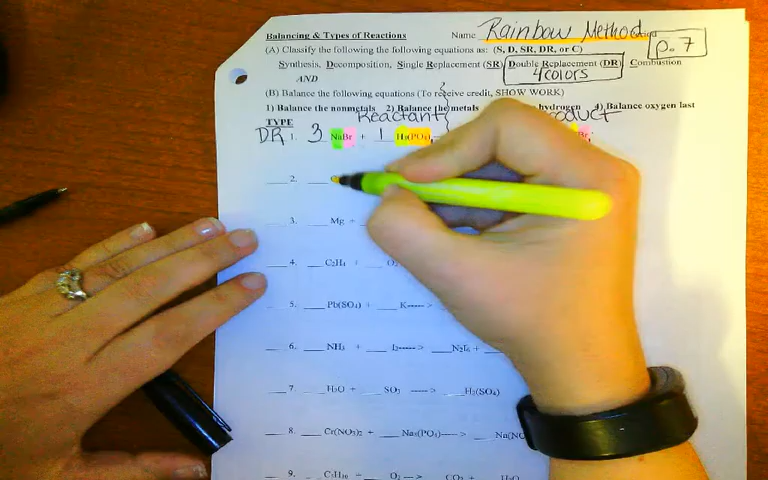 Balancing & Types of Reactions Name Rainbow Method
(A) Classify the following the following equations as: (S, D, SR, DR, or C) p. 7
Synthesis, Decomposition, Single Replacement (SR) Double Replacement (DR) Combustion
AND 4 colors
(B) Balance the following equations (To receive credit, SHOW WORK)
1) Balance the nonmetals 2) Balance the metals hydrogen 4) Balance oxygen last
TYPE Reactant
DR 1. 3 NaBr + 1 H3(PO4)
2.
3. Mg +
4. C2H4 +
5. Pb(SO4) + K----->
6. NH3 + I2-----> N2I6 +
7. H2O + SO3 ----> H2(SO4)
8. Cr(NO3)2 + Na3(PO4)----> Na(NO
9. C5H10 + O2 --> CO2 + H2O